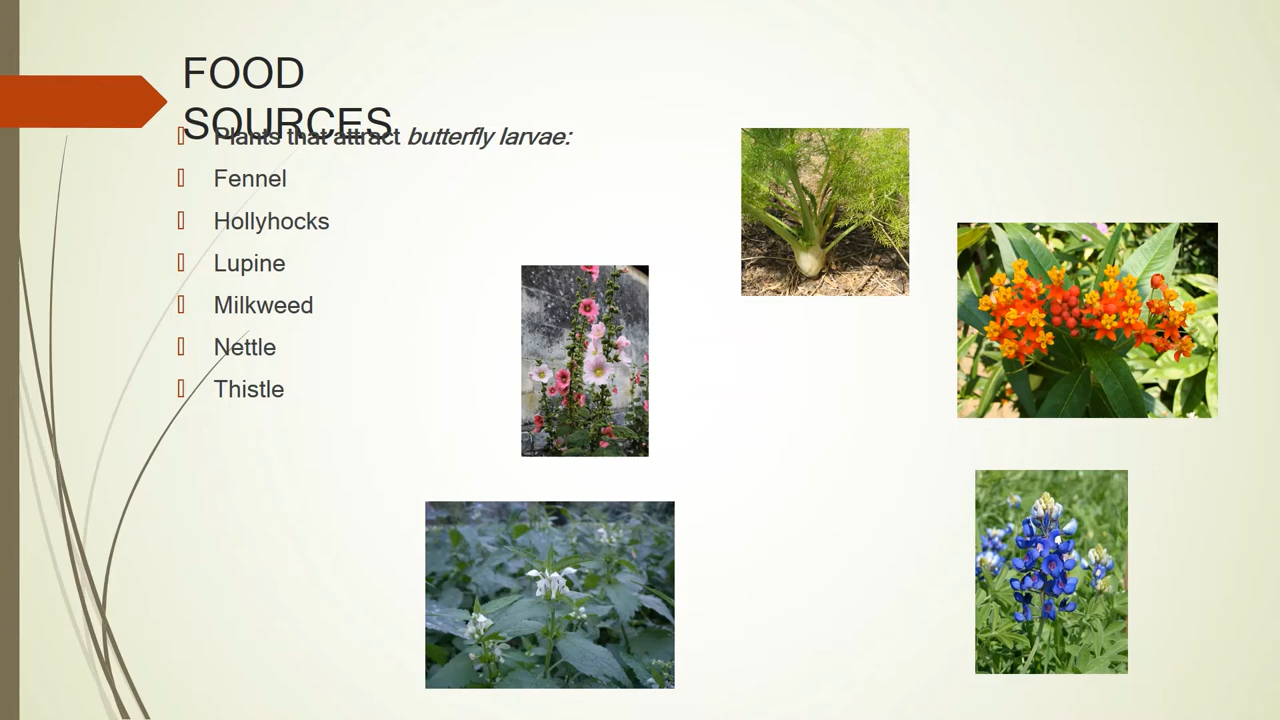 FOOD
SOURCES
Plants that attract butterfly larvae:
Fennel
Hollyhocks
Lupine
Milkweed
Nettle
Thistle